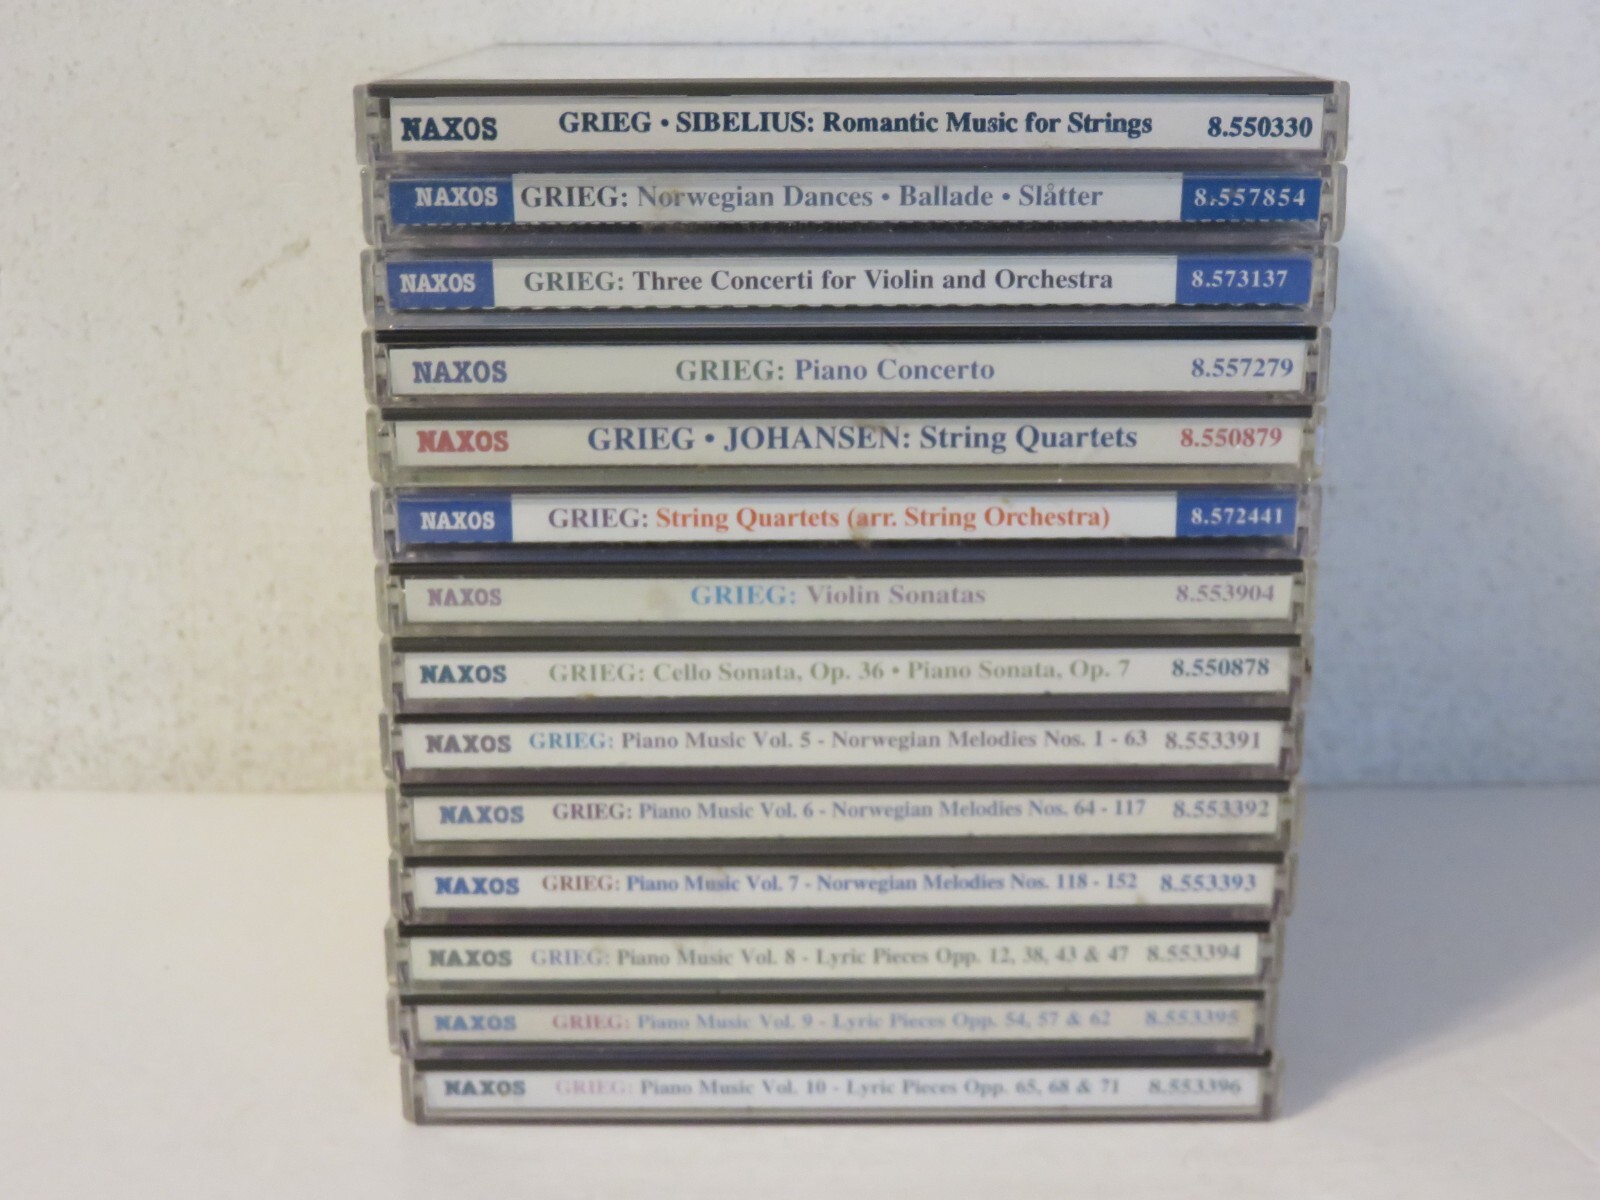 NAXOS GRIEG • SIBELIUS: Romantic Music for Strings 8.550330
NAXOS GRIEG: Norwegian Dances • Ballade • Slåtter 8.557854
NAXOS GRIEG: Three Concerti for Violin and Orchestra 8.573137
NAXOS GRIEG: Piano Concerto 8.557279
NAXOS GRIEG • JOHANSEN: String Quartets 8.550879
NAXOS GRIEG: String Quartets (arr. String Orchestra) 8.572441
NAXOS GRIEG: Violin Sonatas 8.553904
NAXOS GRIEG: Cello Sonata, Op. 36 • Piano Sonata, Op. 7 8.550878
NAXOS GRIEG: Piano Music Vol. 5 - Norwegian Melodies Nos. 1 - 63 8.553391
NAXOS GRIEG: Piano Music Vol. 6 - Norwegian Melodies Nos. 64 - 117 8.553392
NAXOS GRIEG: Piano Music Vol. 7 - Norwegian Melodies Nos. 118 - 152 8.553393
NAXOS GRIEG: Piano Music Vol. 8 - Lyric Pieces Opp. 12, 38, 43 & 47 8.553394
NAXOS GRIEG: Piano Music Vol. 9 - Lyric Pieces Opp. 54, 57 & 62 8.553395
NAXOS GRIEG: Piano Music Vol. 10 - Lyric Pieces Opp. 65, 68 & 71 8.553396